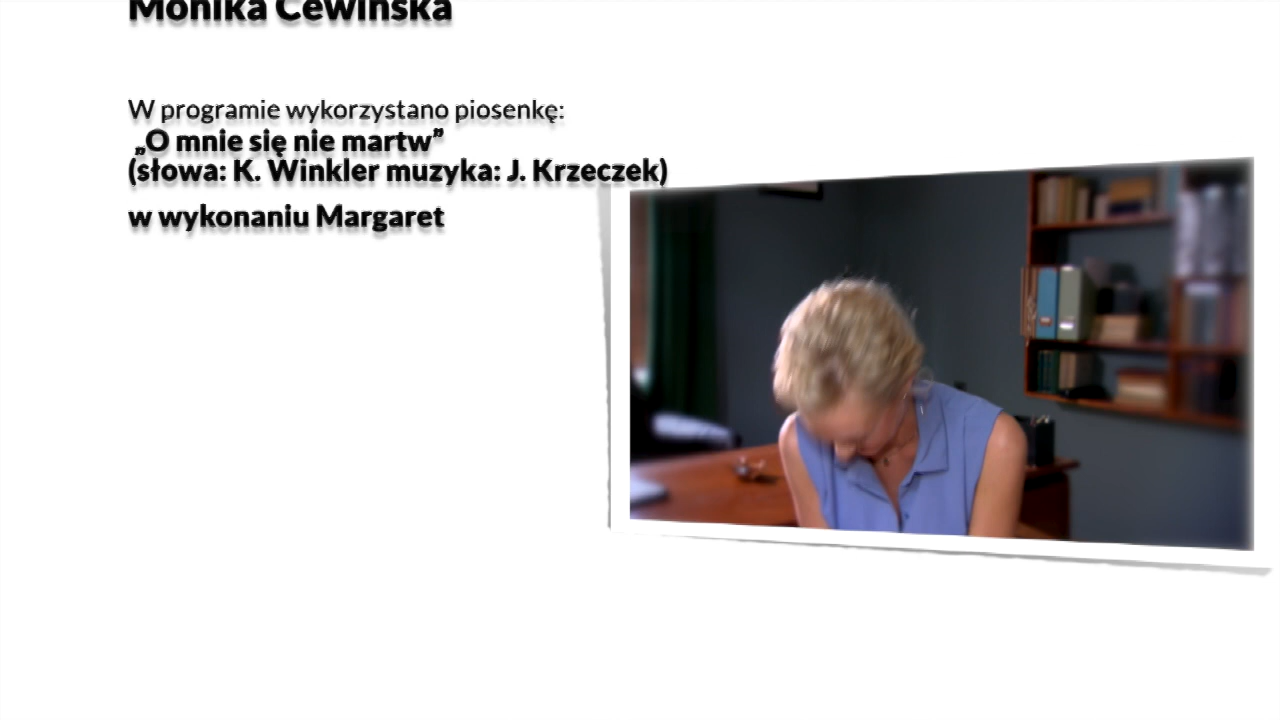 Monika Cewińska
W programie wykorzystano piosenkę:
„O mnie się nie martw”
(słowa: K. Winkler muzyka: J. Krzeczek)
w wykonaniu Margaret